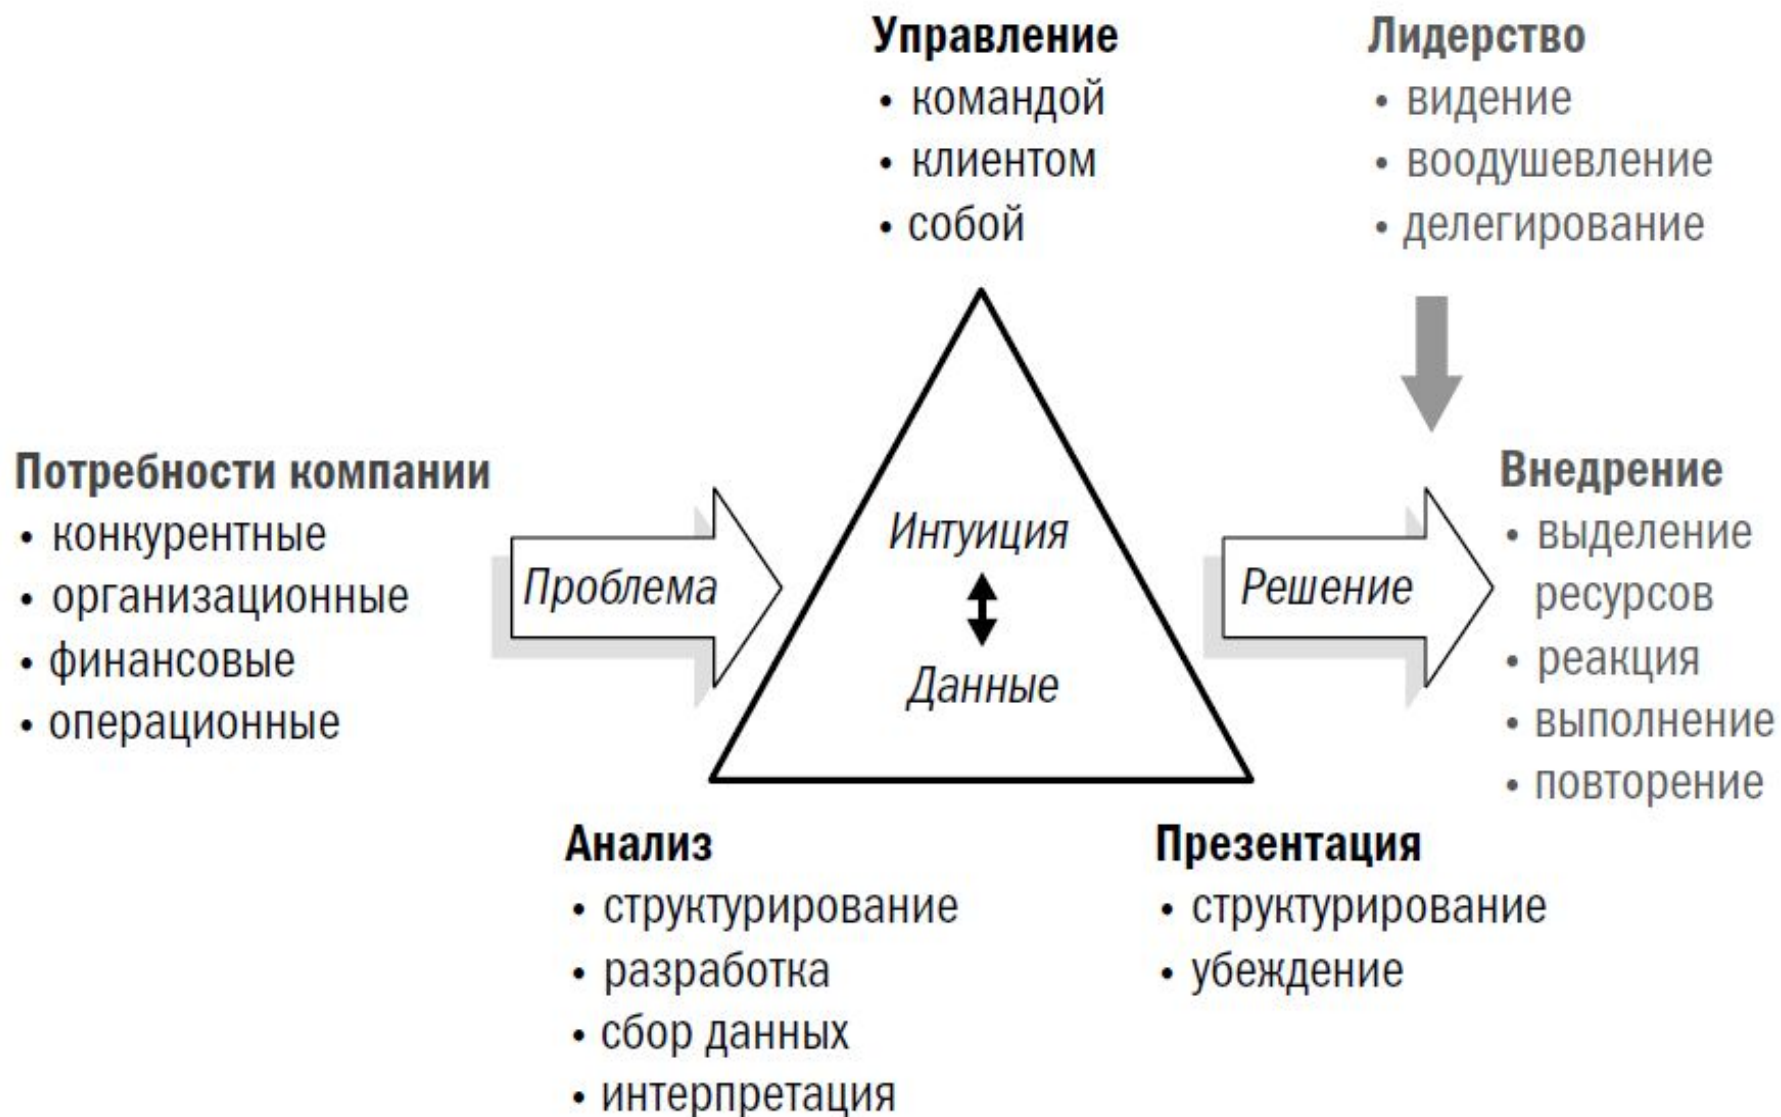 Управление
• командой
• клиентом
• собой
Лидерство
• видение
• воодушевление
• делегирование
Потребности компании
• конкурентные
• организационные
• финансовые
• операционные
Проблема
Интуиция
Данные
Решение
Внедрение
• выделение
ресурсов
• реакция
• выполнение
• повторение
Анализ
• структурирование
• разработка
• сбор данных
• интерпретация
Презентация
• структурирование
• убеждение